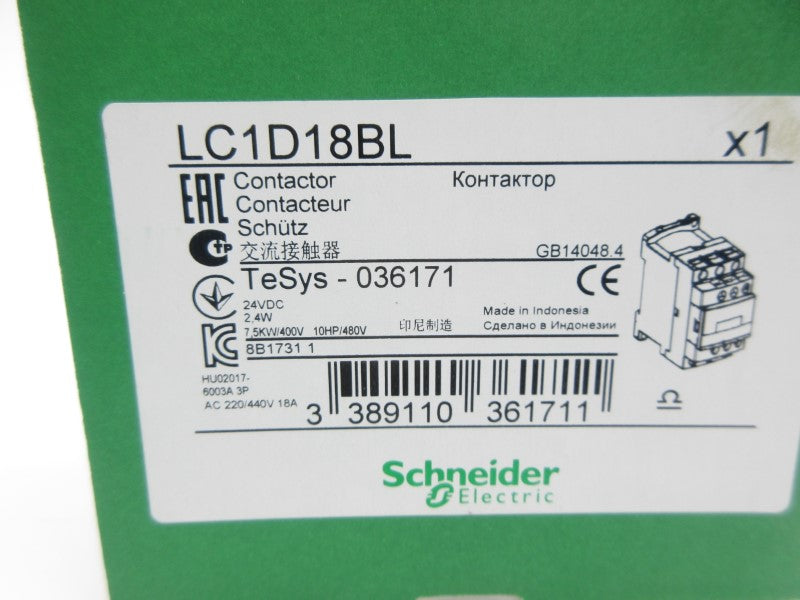 LC1D18BL x1
EAC Contactor Контактор
Contacteur
Schütz
交流接触器 GB14048.4
TeSys - 036171 CE
24VDC
2,4W Made in Indonesia
7,5KW/400V 10HP/480V 印尼制造 Сделано в Индонезии
8B1731 1
HU02017-
6003A 3P
AC 220/440V 18A
3 389110 361711
Schneider
Electric